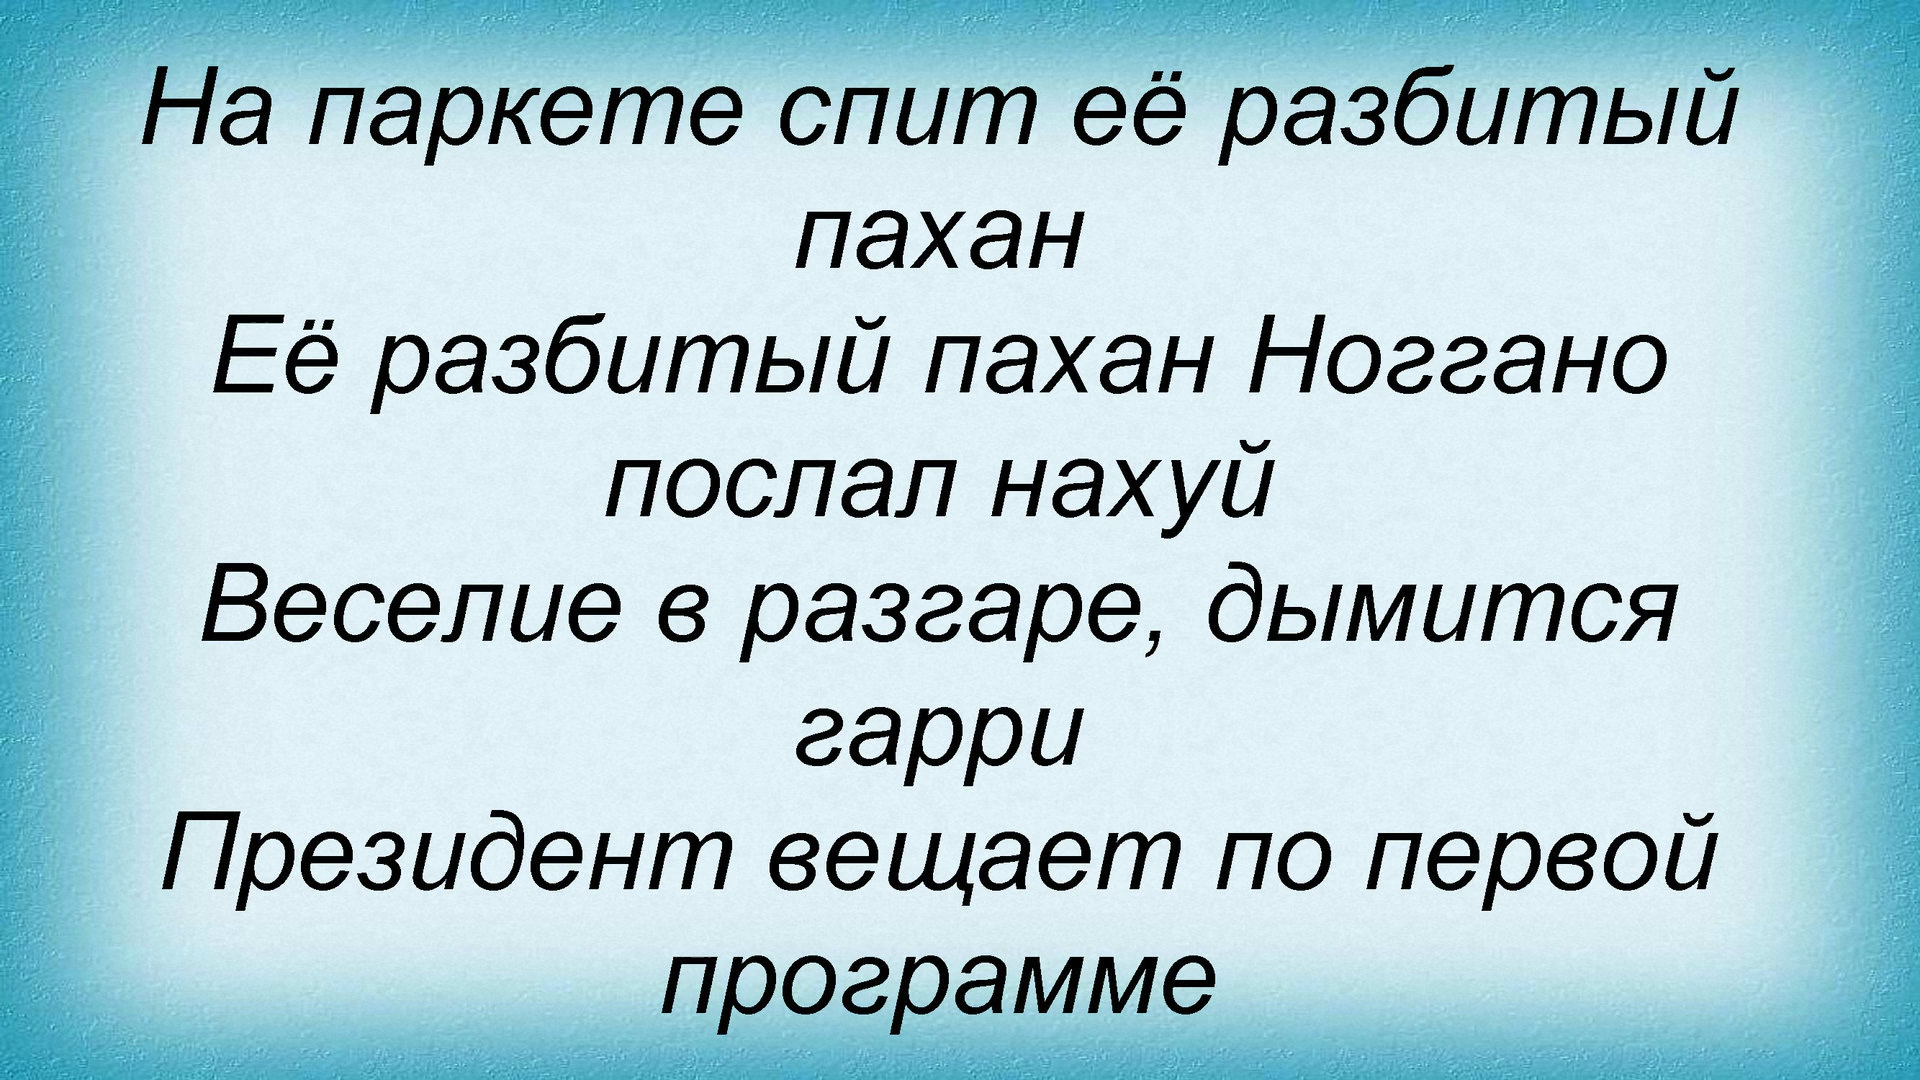 На паркете спит её разбитый
пахан
Её разбитый пахан Ноггано
послал нахуй
Веселие в разгаре, дымится
гарри
Президент вещает по первой
программе